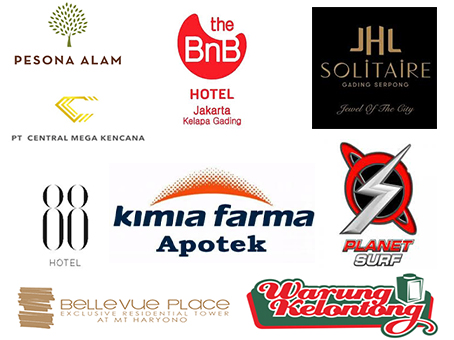 PESONA ALAM
the
BnB
HOTEL
Jakarta
Kelapa Gading
JHL
SOLITAIRE
GADING SERPONG
Jewel Of The City
PT CENTRAL MEGA KENCANA
88
HOTEL
kimia farma
Apotek
PLANET
SURF
BELLEVUE PLACE
EXCLUSIVE RESIDENTIAL TOWER
AT MT HARYONO
Warung
Kelontong